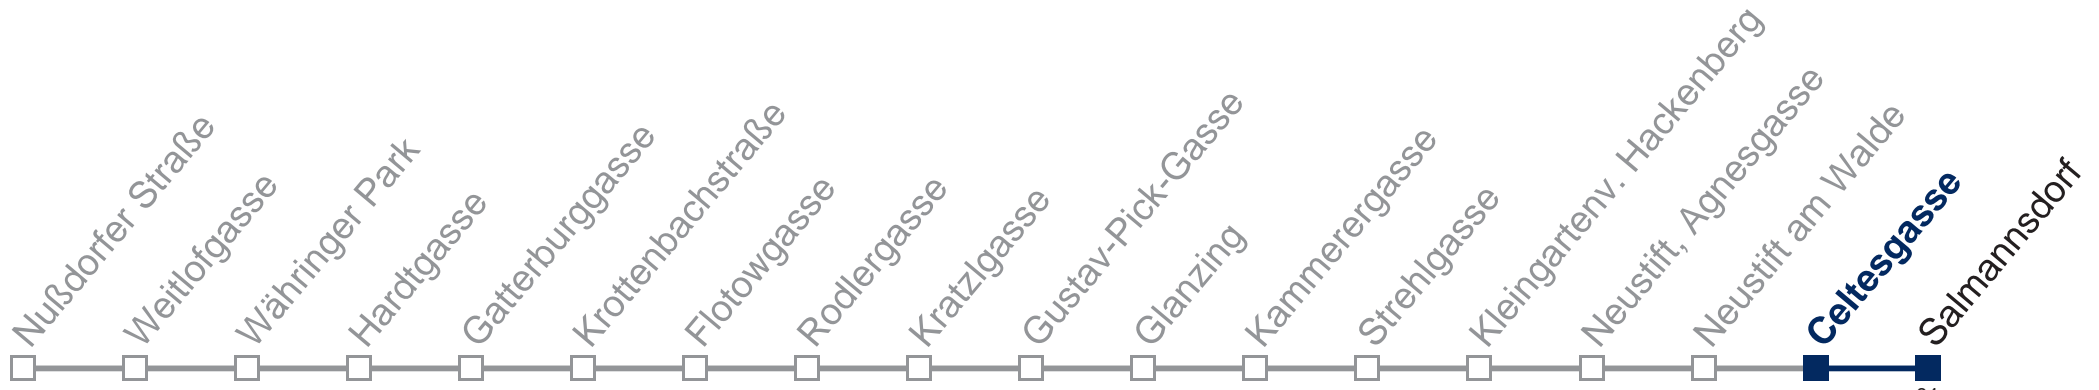 Nußdorfer Straße
Weitlofgasse
Währinger Park
Hardtgasse
Gatterburggasse
Krottenbachstraße
Flotowgasse
Rodlergasse
Kratzlgasse
Gustav-Pick-Gasse
Glanzing
Kammerergasse
Strehlgasse
Kleingartenv. Hackenberg
Neustift, Agnesgasse
Neustift am Walde
Celtesgasse
Salmannsdorf